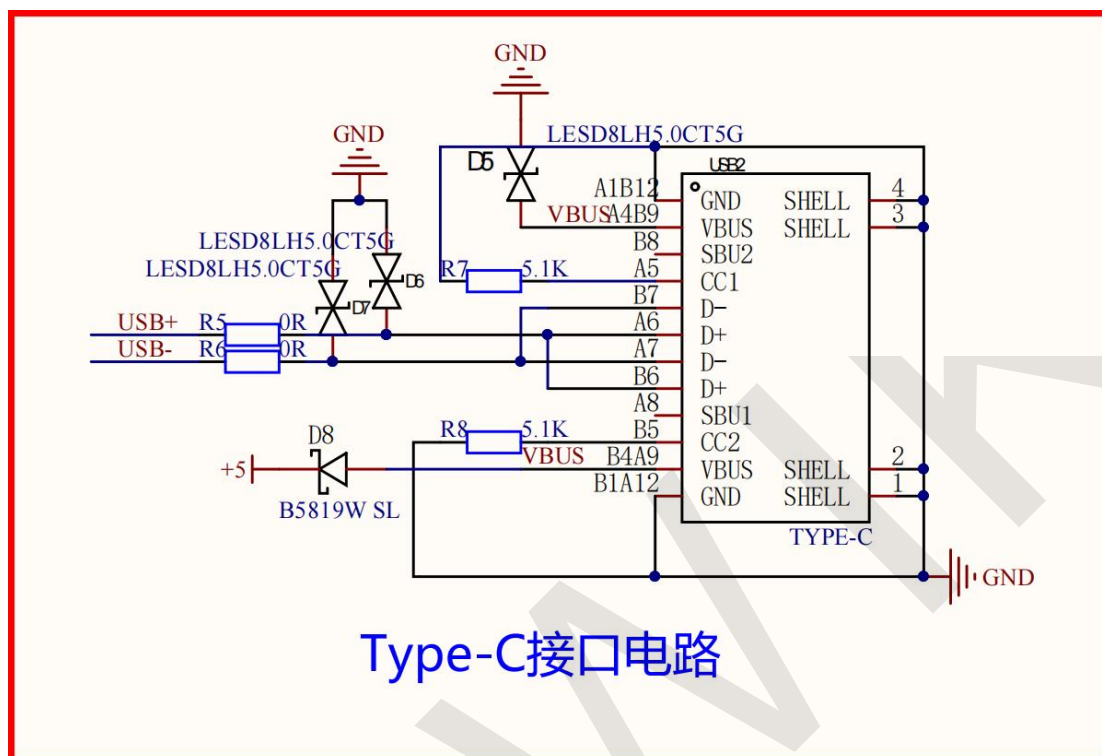 GND
GND
LESD8LH5.0CT5G
D5
USB2
A1B12 GND SHELL 4
VBUS A4B9 VBUS SHELL 3
B8 SBU2
LESD8LH5.0CT5G
LESD8LH5.0CT5G
R7 5.1K A5 CC1
D6
B7 D-
D7
USB+ R5 0R A6 D+
USB- R6 0R A7 D-
B6 D+
A8 SBU1
D8
R8 5.1K B5 CC2
+5 VBUS B4A9 VBUS SHELL 2
B1A12 GND SHELL 1
B5819W SL
TYPE-C
GND
Type-C接口电路